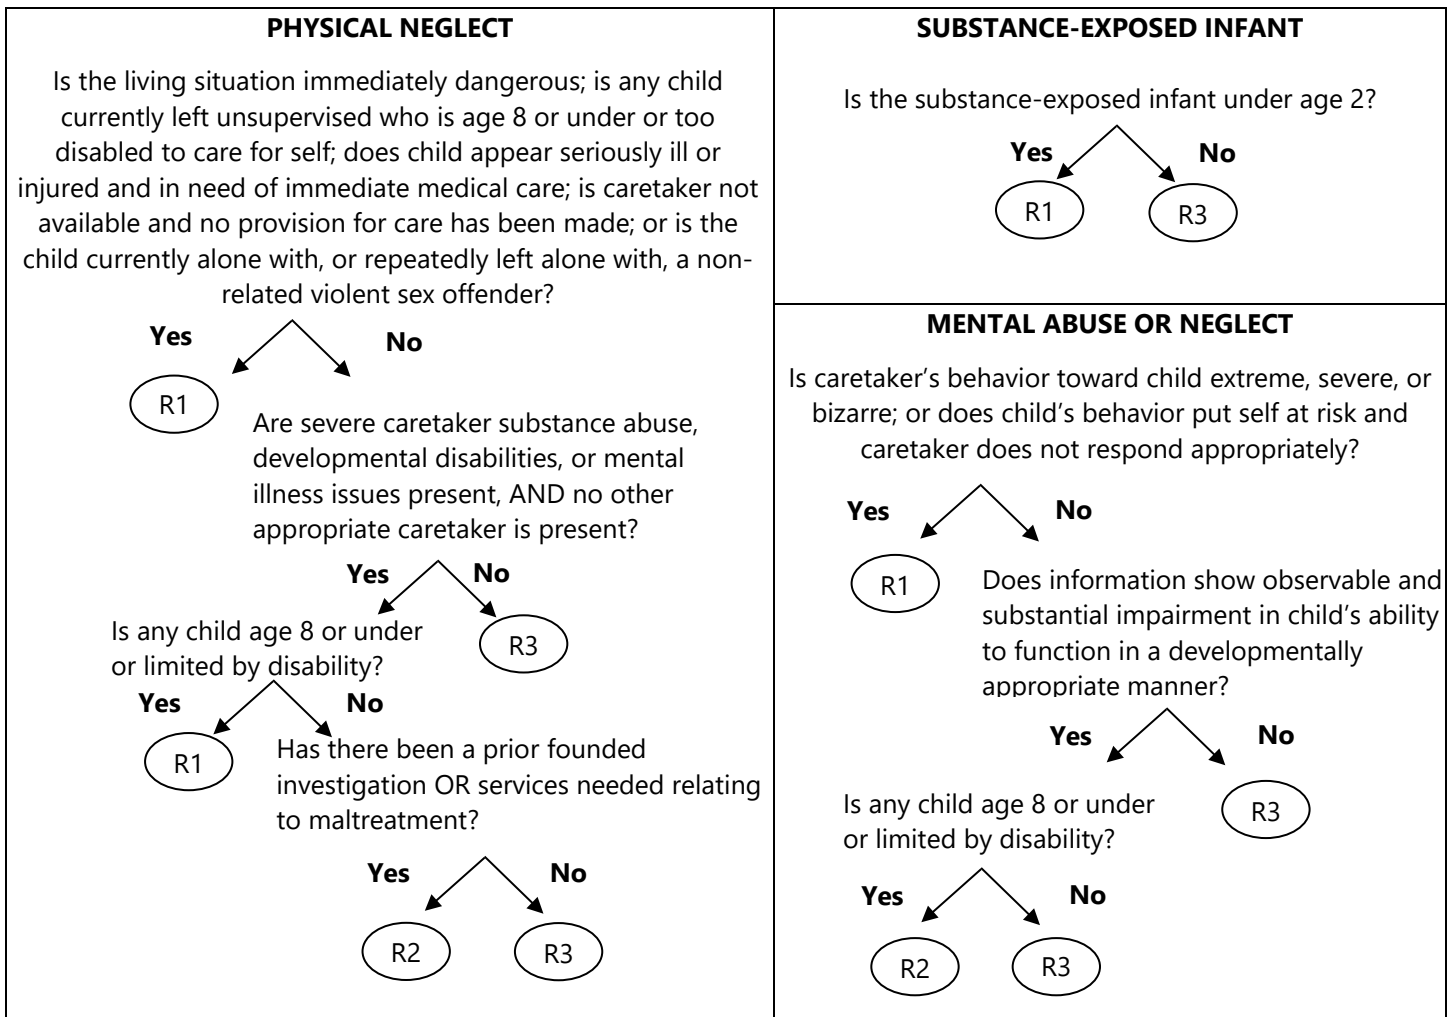 PHYSICAL NEGLECT
Is the living situation immediately dangerous; is any child
currently left unsupervised who is age 8 or under or too
disabled to care for self; does child appear seriously ill or
injured and in need of immediate medical care; is caretaker not
available and no provision for care has been made; or is the
child currently alone with, or repeatedly left alone with, a non-
related violent sex offender?
Yes
No
R1
Are severe caretaker substance abuse,
developmental disabilities, or mental
illness issues present, AND no other
appropriate caretaker is present?
Yes
No
Is any child age 8 or under
or limited by disability?
R3
Yes
No
R1
Has there been a prior founded
investigation OR services needed relating
to maltreatment?
Yes
No
R2
R3
SUBSTANCE-EXPOSED INFANT
Is the substance-exposed infant under age 2?
Yes
No
R1
R3
MENTAL ABUSE OR NEGLECT
Is caretaker’s behavior toward child extreme, severe, or
bizarre; or does child’s behavior put self at risk and
caretaker does not respond appropriately?
Yes
No
R1
Does information show observable and
substantial impairment in child’s ability
to function in a developmentally
appropriate manner?
Yes
No
Is any child age 8 or under
or limited by disability?
R3
Yes
No
R2
R3